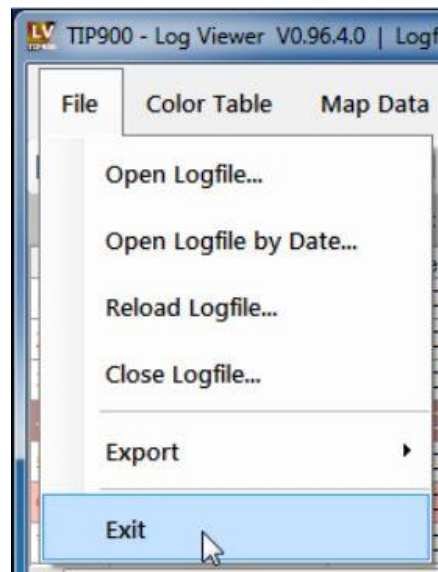 LV TIP900 - Log Viewer V0.96.4.0 | Logf
File Color Table Map Data
Open Logfile...
Open Logfile by Date...
Reload Logfile...
Close Logfile...
Export
Exit